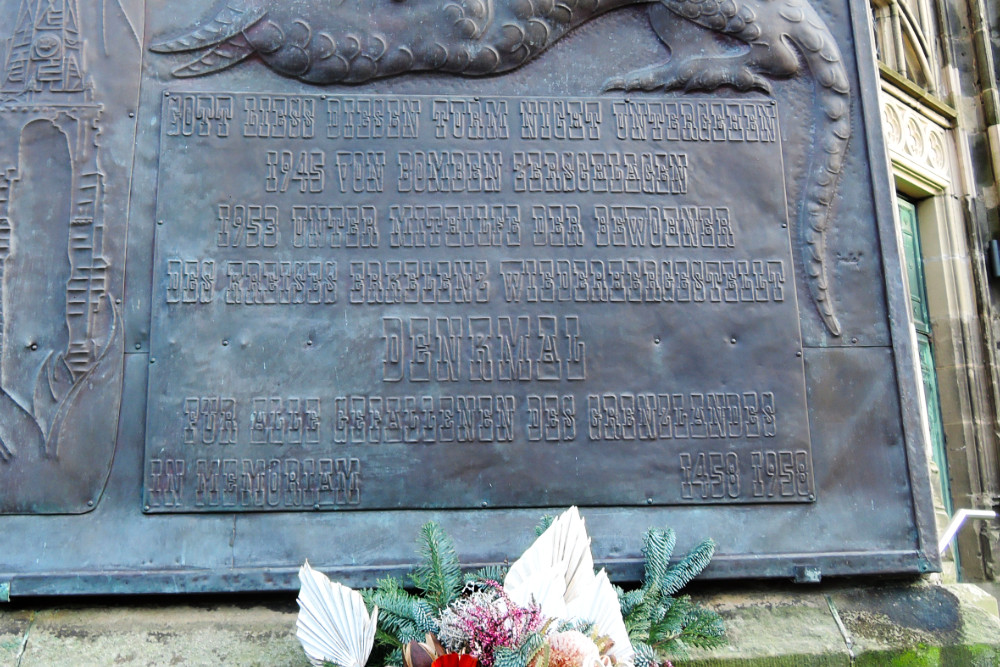 GOTT LIESS DIESEN TURM NIGHT UNTERGEHEN
1945 VON BOMBEN ZERSCHLAGEN
1953 UNTER MITHILFE DER BEWOHNER
DES KREISES ERKELENZ WIEDERHERGESTELLT
DENKMAL
FÜR ALLE GEFALLENEN DES GRENZLANDES
IN MEMORIAM 1458 1958